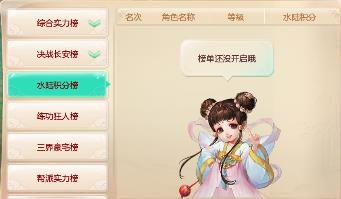 综合实力榜
决战长安榜
水陆积分榜
练功狂人榜
三界豪宅榜
帮派实力榜
名次 角色名称 等级 水陆积分
榜单还没开启哦